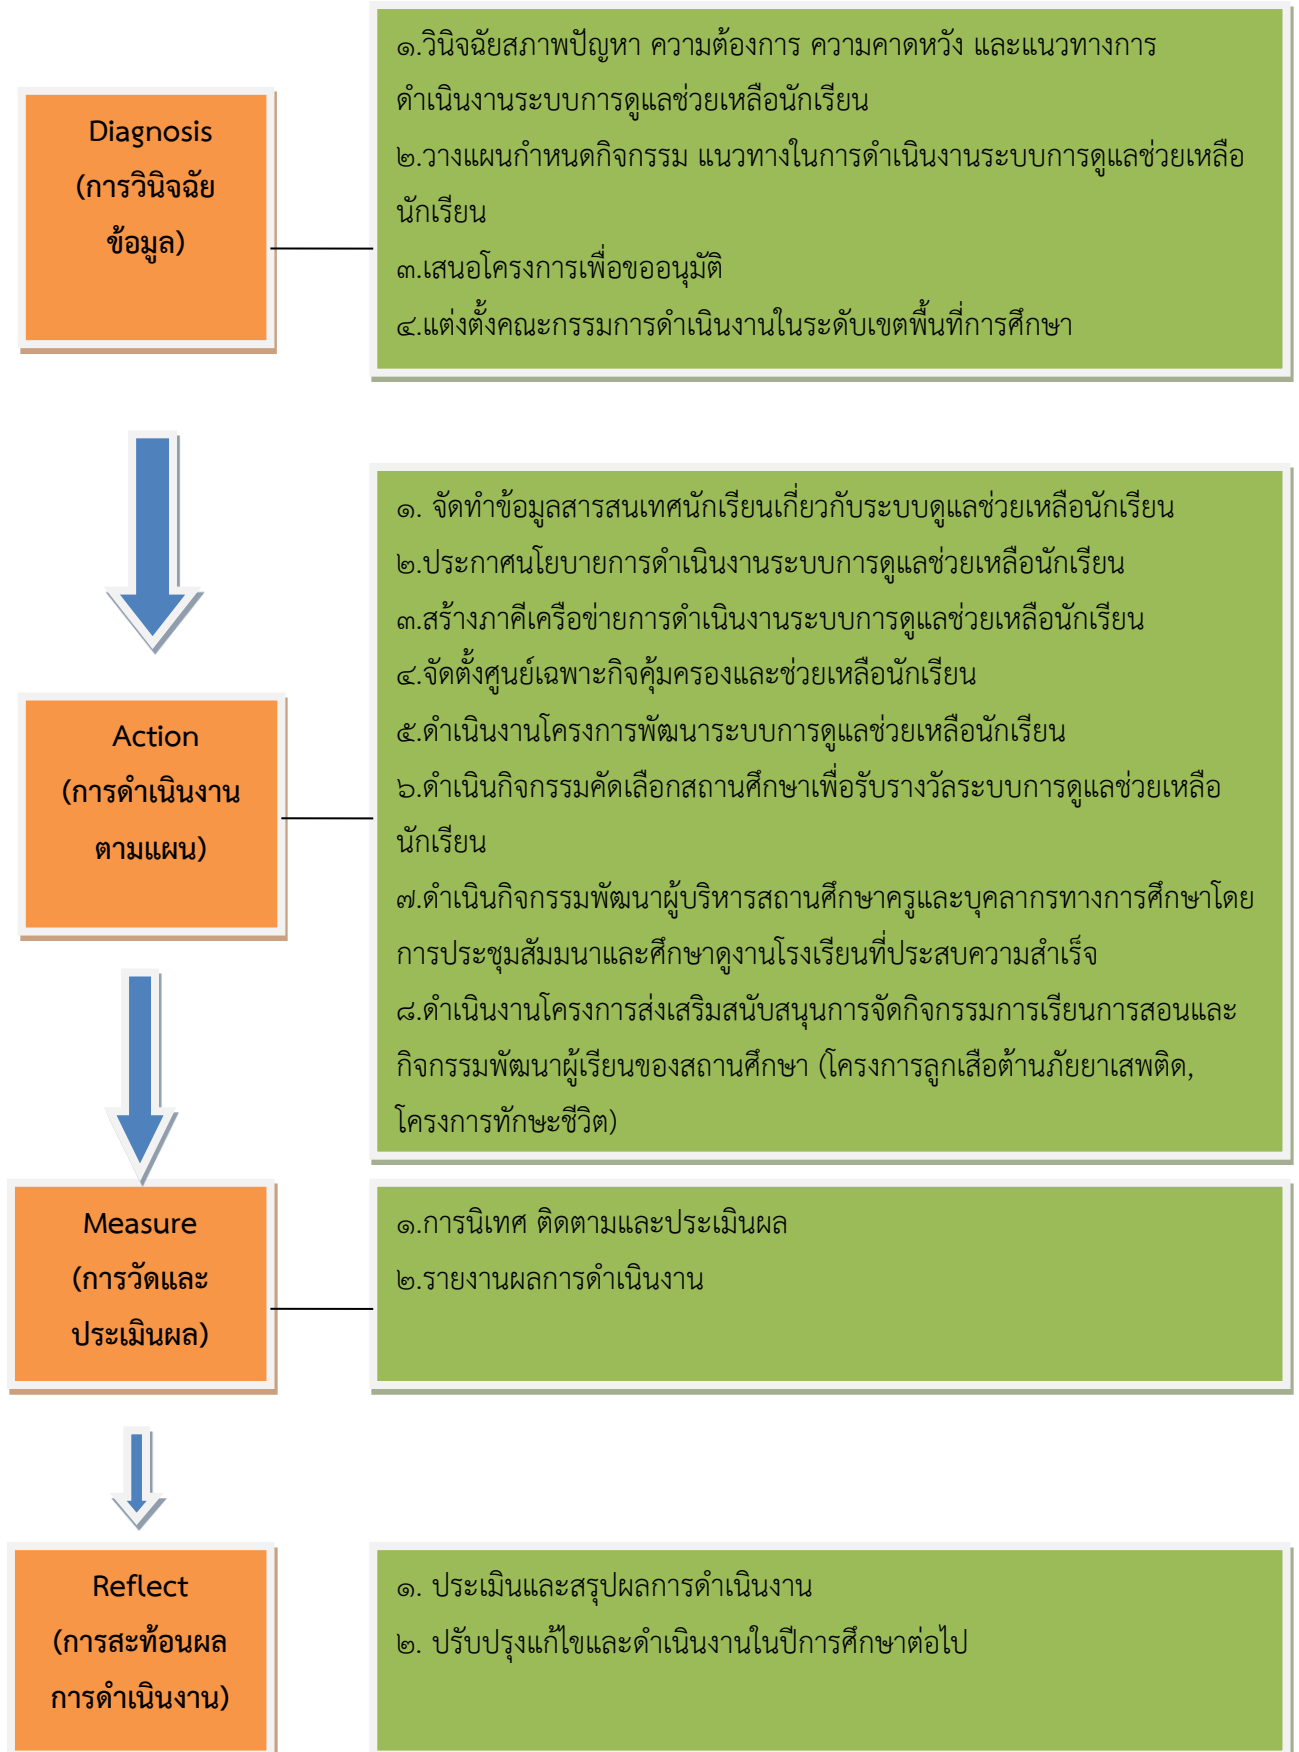 Diagnosis
(การวินิจฉัย
ข้อมูล)
๑.วินิจฉัยสภาพปัญหา ความต้องการ ความคาดหวัง และแนวทางการ
ดำเนินงานระบบการดูแลช่วยเหลือนักเรียน
๒.วางแผนกำหนดกิจกรรม แนวทางในการดำเนินงานระบบการดูแลช่วยเหลือ
นักเรียน
๓.เสนอโครงการเพื่อขออนุมัติ
๔.แต่งตั้งคณะกรรมการดำเนินงานในระดับเขตพื้นที่การศึกษา
Action
(การดำเนินงาน
ตามแผน)
๑. จัดทำข้อมูลสารสนเทศนักเรียนเกี่ยวกับระบบดูแลช่วยเหลือนักเรียน
๒.ประกาศนโยบายการดำเนินงานระบบการดูแลช่วยเหลือนักเรียน
๓.สร้างภาคีเครือข่ายการดำเนินงานระบบการดูแลช่วยเหลือนักเรียน
๔.จัดตั้งศูนย์เฉพาะกิจคุ้มครองและช่วยเหลือนักเรียน
๕.ดำเนินงานโครงการพัฒนาระบบการดูแลช่วยเหลือนักเรียน
๖.ดำเนินกิจกรรมคัดเลือกสถานศึกษาเพื่อรับรางวัลระบบการดูแลช่วยเหลือ
นักเรียน
๗.ดำเนินกิจกรรมพัฒนาผู้บริหารสถานศึกษาครูและบุคลากรทางการศึกษาโดย
การประชุมสัมมนาและศึกษาดูงานโรงเรียนที่ประสบความสำเร็จ
๘.ดำเนินงานโครงการส่งเสริมสนับสนุนการจัดกิจกรรมการเรียนการสอนและ
กิจกรรมพัฒนาผู้เรียนของสถานศึกษา (โครงการลูกเสือต้านภัยยาเสพติด,
โครงการทักษะชีวิต)
Measure
(การวัดและ
ประเมินผล)
๑.การนิเทศ ติดตามและประเมินผล
๒.รายงานผลการดำเนินงาน
Reflect
(การสะท้อนผล
การดำเนินงาน)
๑. ประเมินและสรุปผลการดำเนินงาน
๒. ปรับปรุงแก้ไขและดำเนินงานในปีการศึกษาต่อไป